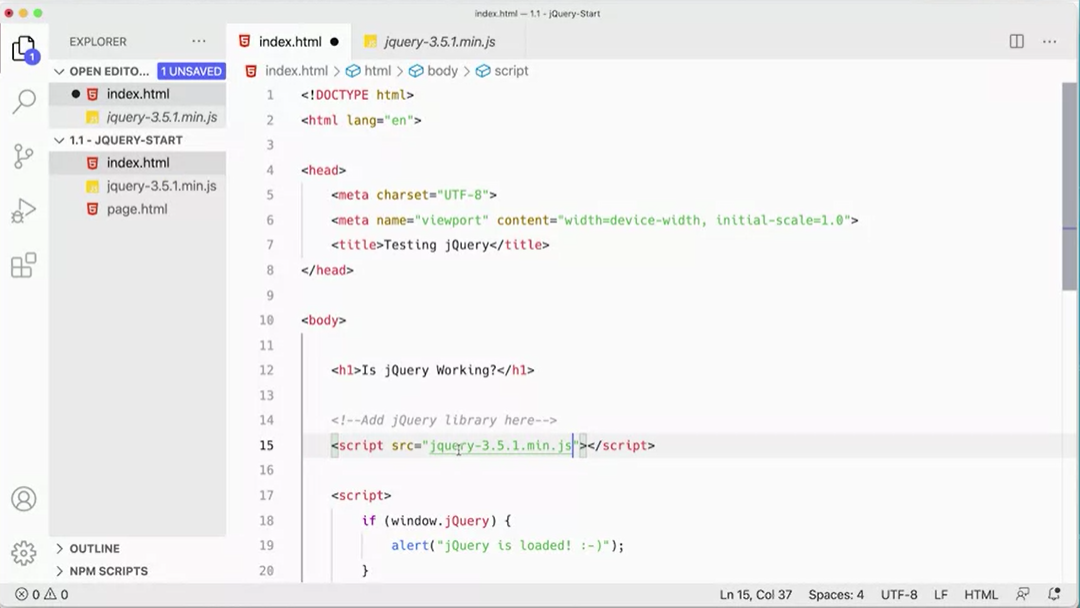 index.html — 1.1 - jQuery-Start
EXPLORER
index.html
jquery-3.5.1.min.js
1
OPEN EDITO... 1 UNSAVED
index.html
jquery-3.5.1.min.js
1.1 - JQUERY-START
index.html
jquery-3.5.1.min.js
page.html
OUTLINE
NPM SCRIPTS
index.html > html > body > script
1 <!DOCTYPE html>
2 <html lang="en">
3
4 <head>
5 <meta charset="UTF-8">
6 <meta name="viewport" content="width=device-width, initial-scale=1.0">
7 <title>Testing jQuery</title>
8 </head>
9
10 <body>
11
12 <h1>Is jQuery Working?</h1>
13
14 <!--Add jQuery library here-->
15 <script src="jquery-3.5.1.min.js"></script>
16
17 <script>
18 if (window.jQuery) {
19 alert("jQuery is loaded! :-)");
20 }
0 0
Ln 15, Col 37 Spaces: 4 UTF-8 LF HTML